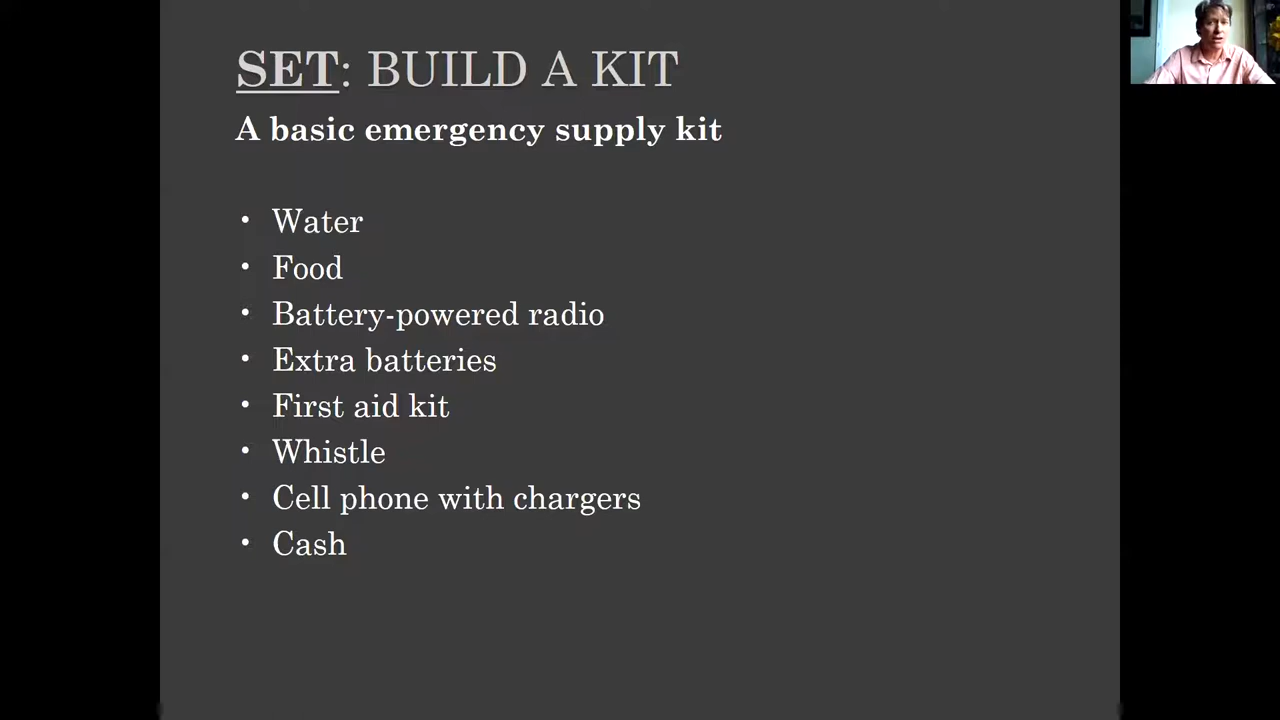 SET: BUILD A KIT
A basic emergency supply kit
• Water
• Food
• Battery-powered radio
• Extra batteries
• First aid kit
• Whistle
• Cell phone with chargers
• Cash